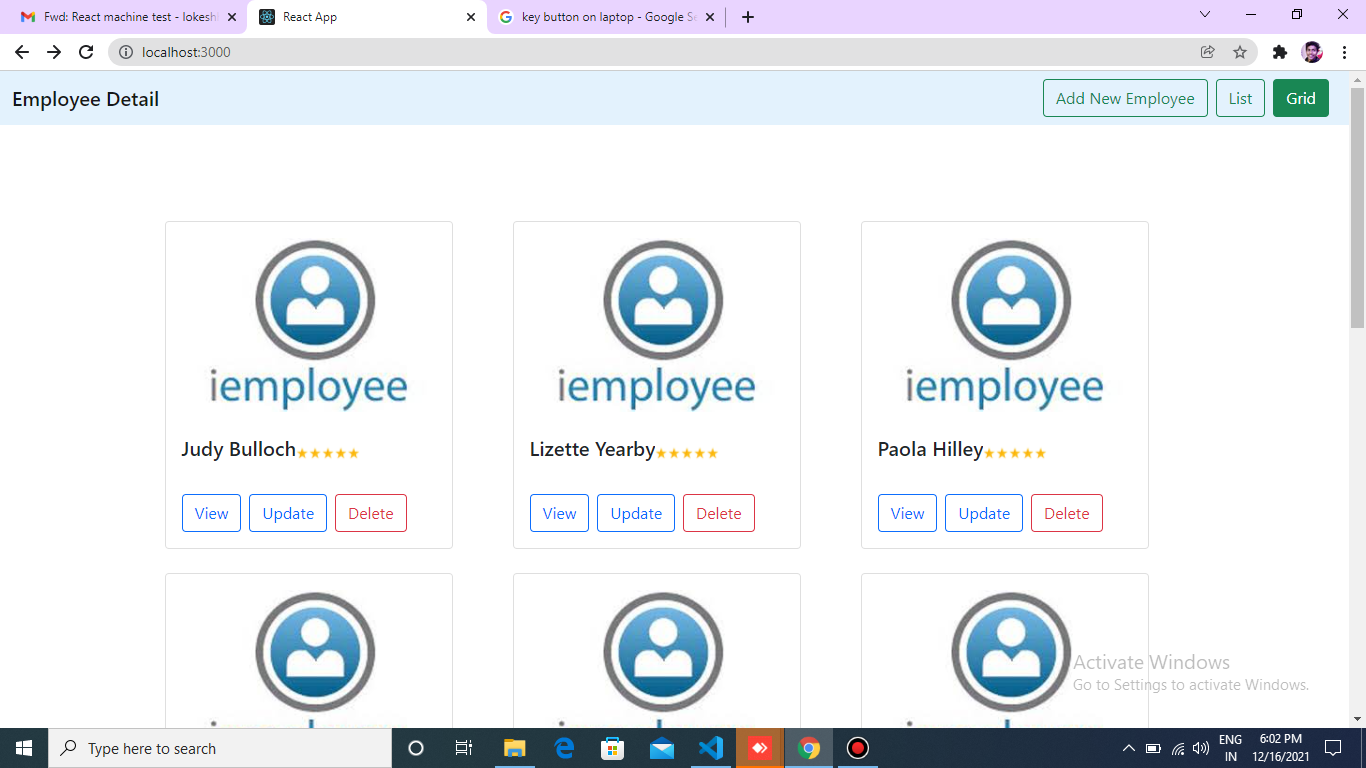 Fwd: React machine test - lokesh
React App
key button on laptop - Google Se
localhost:3000
Employee Detail
Add New Employee
List
Grid
iemployee
iemployee
iemployee
Judy Bulloch
Lizette Yearby
Paola Hilley
View
Update
Delete
View
Update
Delete
View
Update
Delete
Activate Windows
Go to Settings to activate Windows.
Type here to search
ENG
IN
6:02 PM
12/16/2021